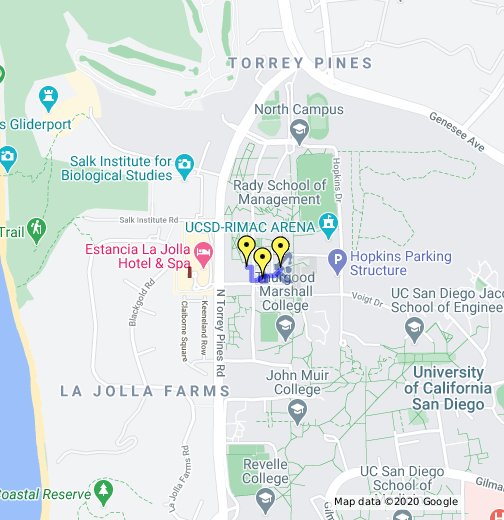 TORREY PINES
North Campus
Genesee Ave
s Gliderport
Salk Institute for
Biological Studies
Hopkins Dr
Rady School of
Management
Salk Institute Rd
Trail
UCSD-RIMAC ARENA
Estancia La Jolla
Hotel & Spa
Hopkins Parking
Structure
Blackgold Rd
Claiborne Square
Keeneland Row
N Torrey Pines Rd
Marshall
College
Voigt Dr
UC San Diego Jaco
School of Engine
LA JOLLA FARMS
John Muir
College
University
of California
San Diego
La Jolla Farms Rd
Revelle
College
UC San Diego
School of
Gilma
Coastal Reserve
Map data ©2020 Google